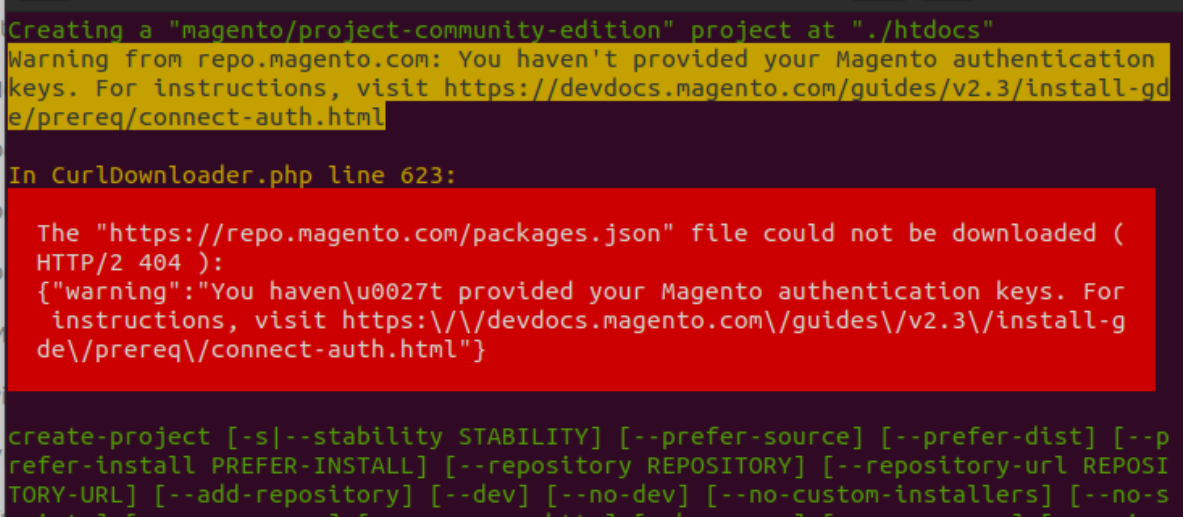 Creating a "magento/project-community-edition" project at "./htdocs"
Warning from repo.magento.com: You haven't provided your Magento authentication
keys. For instructions, visit https://devdocs.magento.com/guides/v2.3/install-gd
e/prereq/connect-auth.html
In CurlDownloader.php line 623:
The "https://repo.magento.com/packages.json" file could not be downloaded (
HTTP/2 404 ):
{"warning":"You haven\u0027t provided your Magento authentication keys. For
instructions, visit https:\/\/devdocs.magento.com\/guides\/v2.3\/install-g
de\/prereq\/connect-auth.html"}
create-project [-s|--stability STABILITY] [--prefer-source] [--prefer-dist] [--p
refer-install PREFER-INSTALL] [--repository REPOSITORY] [--repository-url REPOSI
TORY-URL] [--add-repository] [--dev] [--no-dev] [--no-custom-installers] [--no-s